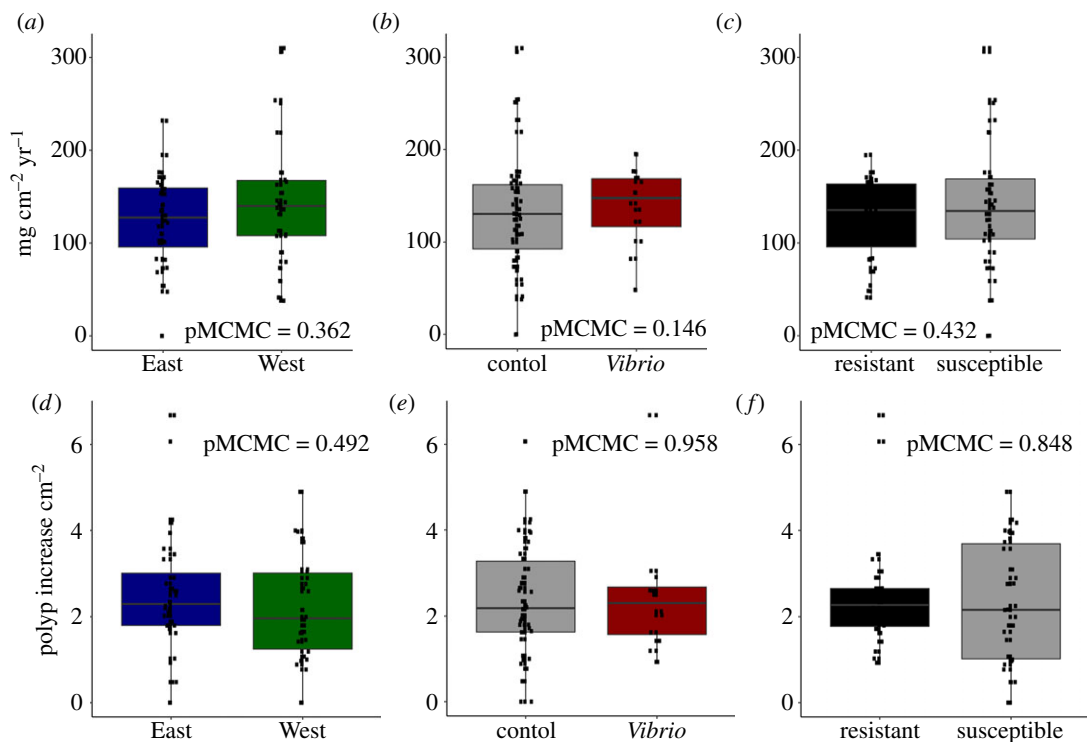 (a)
(b)
(c)
300
200
100
0
mg cm−2 yr−1
pMCMC = 0.362
East West
300
200
100
0
pMCMC = 0.146
contol Vibrio
300
200
100
0
pMCMC = 0.432
resistant susceptible
(d)
(e)
(f)
6
4
2
0
polyp increase cm−2
pMCMC = 0.492
East West
6
4
2
0
pMCMC = 0.958
contol Vibrio
6
4
2
0
pMCMC = 0.848
resistant susceptible